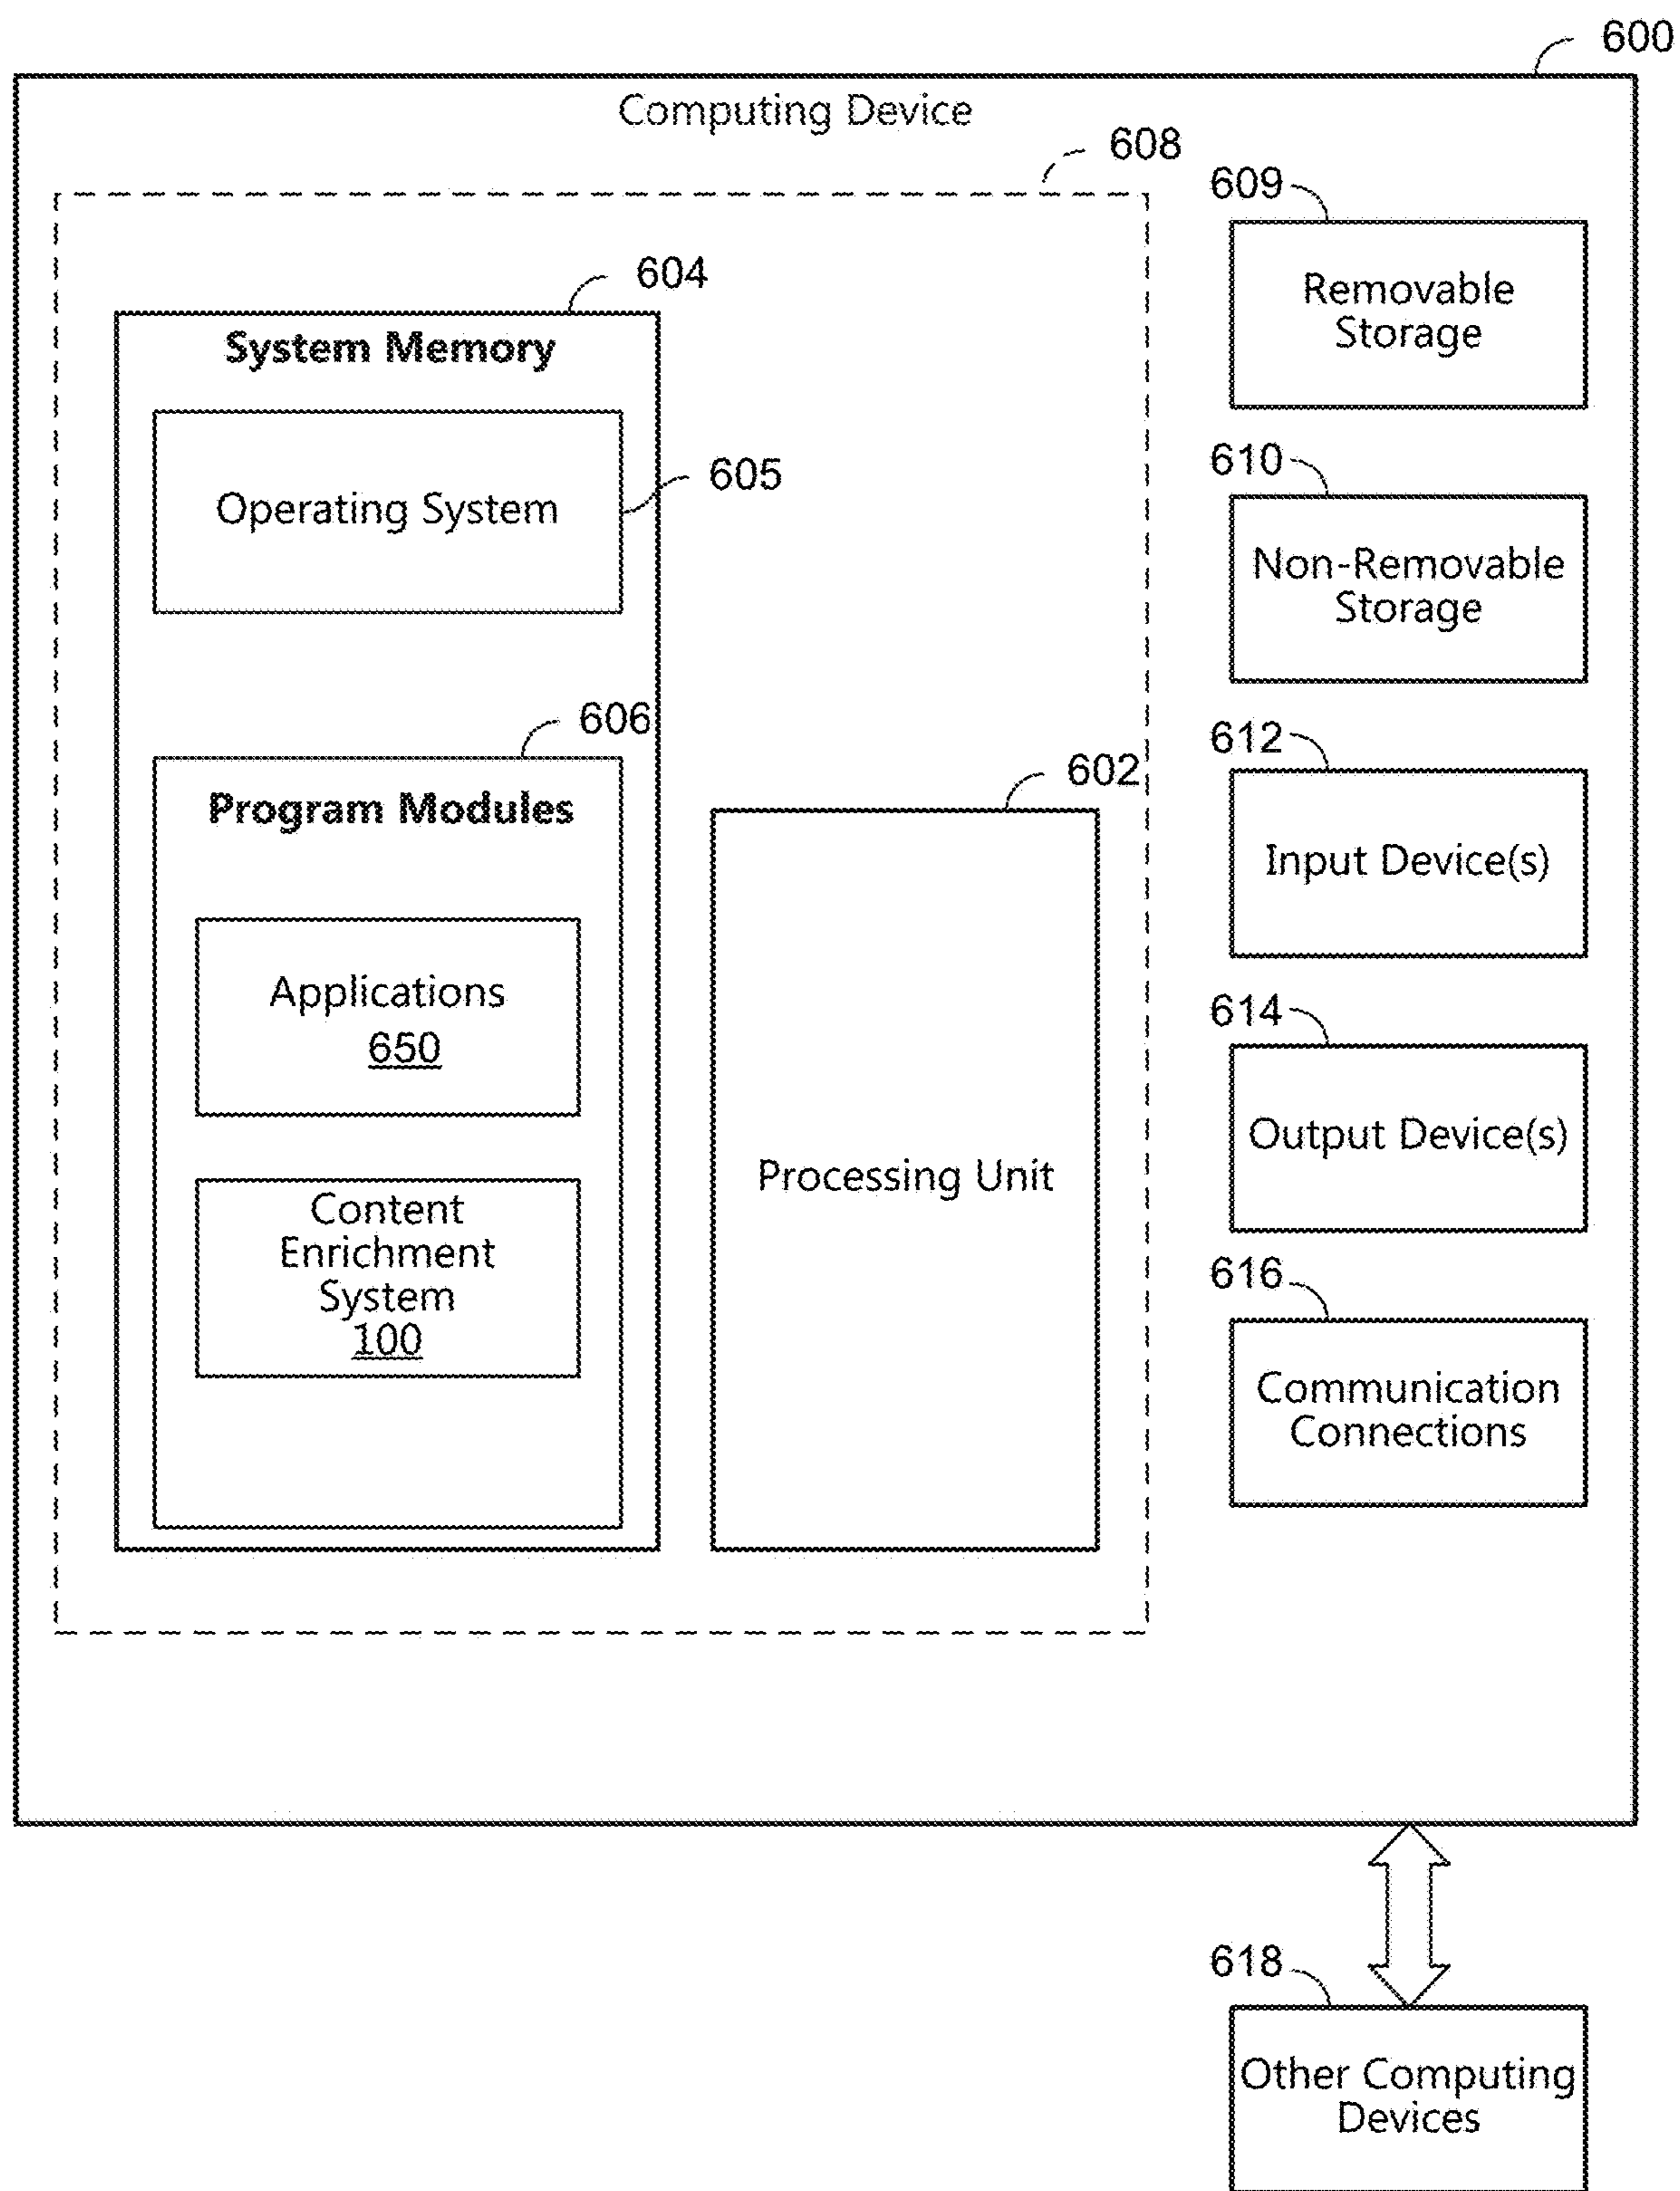 600
Computing Device
608
609
Removable
Storage
604
System Memory
Operating System
605
610
Non-Removable
Storage
606
Program Modules
602
612
Input Device(s)
Applications
650
614
Output Device(s)
Processing Unit
Content
Enrichment
System
100
616
Communication
Connections
618
Other Computing
Devices